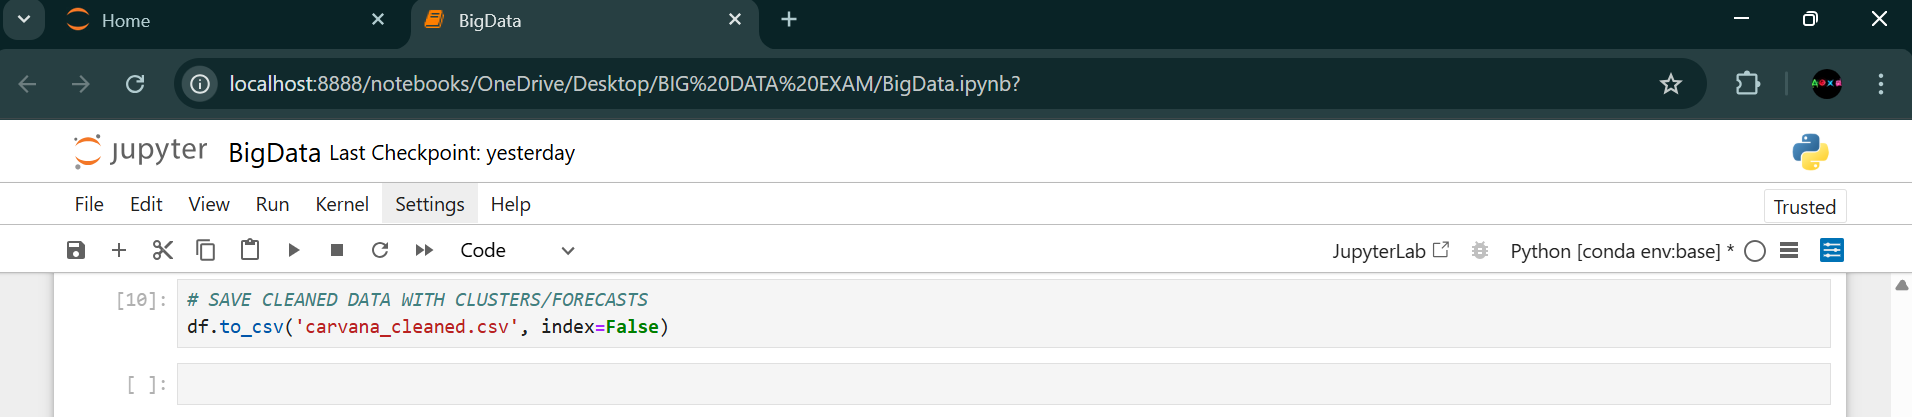 Home
BigData
localhost:8888/notebooks/OneDrive/Desktop/BIG%20DATA%20EXAM/BigData.ipynb?
jupyter BigData Last Checkpoint: yesterday
File Edit View Run Kernel Settings Help
Trusted
Code
JupyterLab
Python [conda env:base] *
[10]: # SAVE CLEANED DATA WITH CLUSTERS/FORECASTS
df.to_csv('carvana_cleaned.csv', index=False)
[ ]: